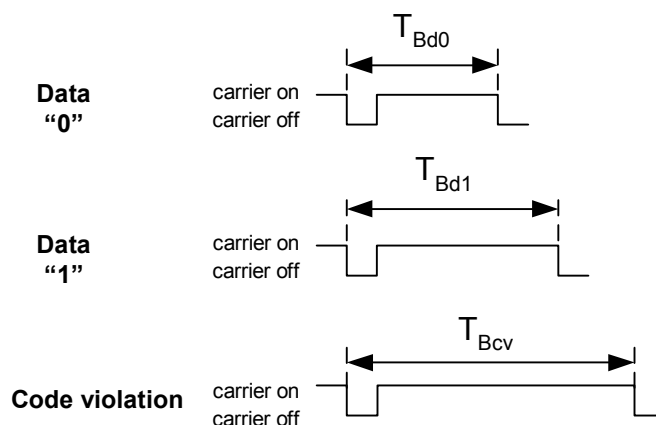 T_Bd0
Data
“0”
carrier on
carrier off
T_Bd1
Data
“1”
carrier on
carrier off
T_Bcv
Code violation
carrier on
carrier off